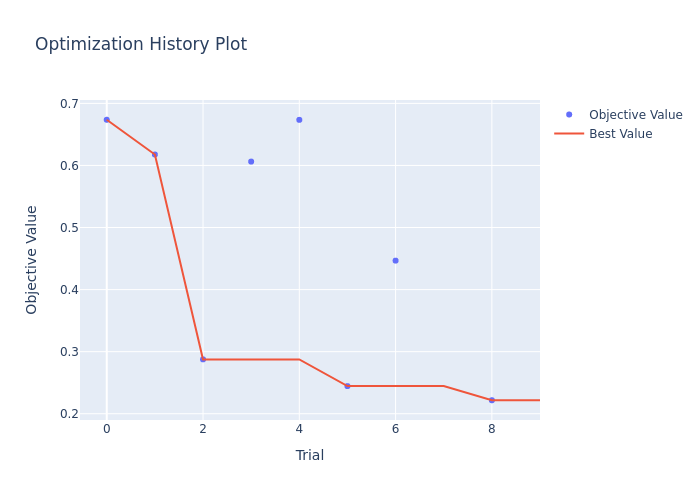 Optimization History Plot
Objective Value
Best Value
0.7
0.6
0.5
0.4
0.3
0.2
Objective Value
0 2 4 6 8
Trial